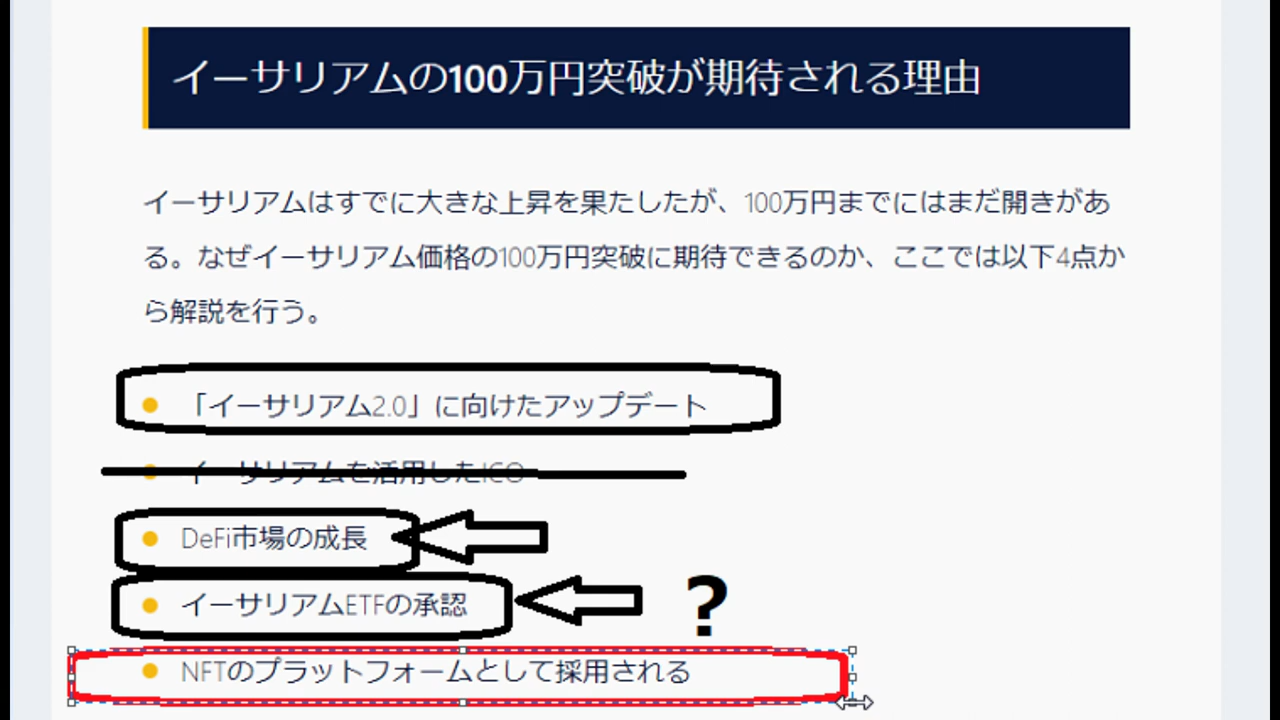 イーサリアムの100万円突破が期待される理由
イーサリアムはすでに大きな上昇を果たしたが、100万円までにはまだ開きがあ
る。なぜイーサリアム価格の100万円突破に期待できるのか、ここでは以下4点か
ら解説を行う。
「イーサリアム2.0」に向けたアップデート
イーサリアムを活用したICO
DeFi市場の成長
イーサリアムETFの承認
?
NFTのプラットフォームとして採用される